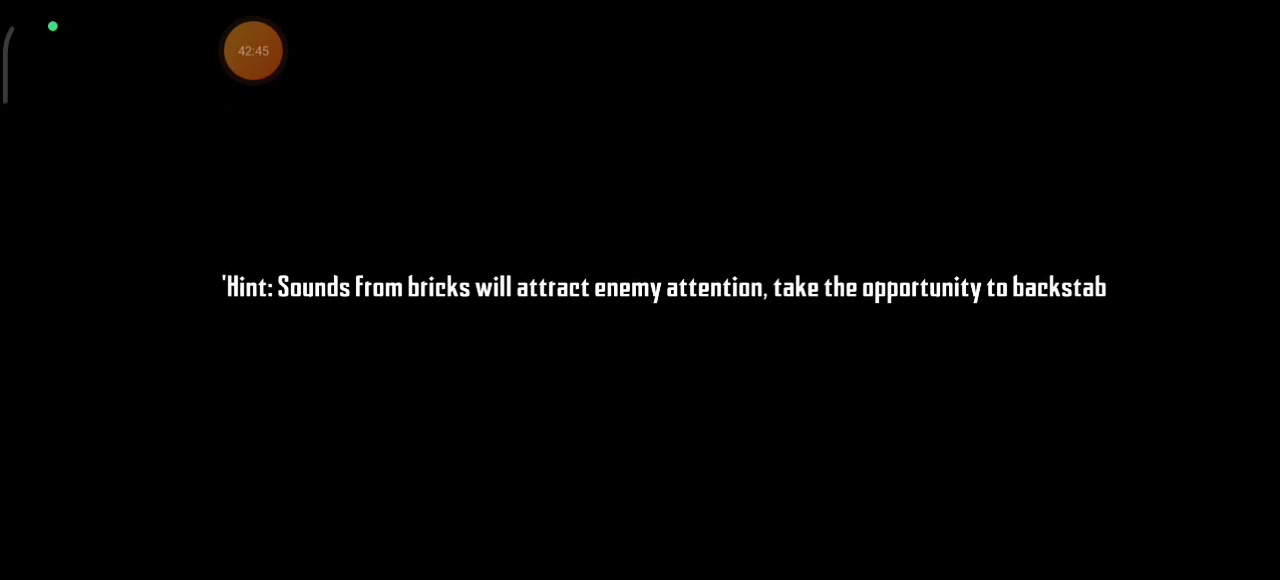 42:45
'Hint: Sounds from bricks will attract enemy attention, take the opportunity to backstab